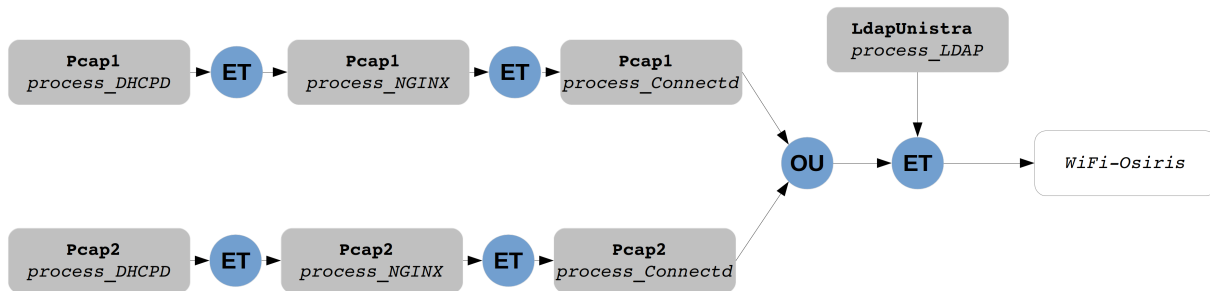 LdapUnistra
process_LDAP
Pcap1
process_DHCPD
ET
Pcap1
process_NGINX
ET
Pcap1
process_Connectd
OU
ET
WiFi-Osiris
Pcap2
process_DHCPD
ET
Pcap2
process_NGINX
ET
Pcap2
process_Connectd